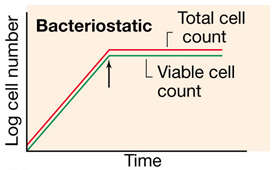 Bacteriostatic
Total cell
count
Viable cell
count
Log cell number
Time